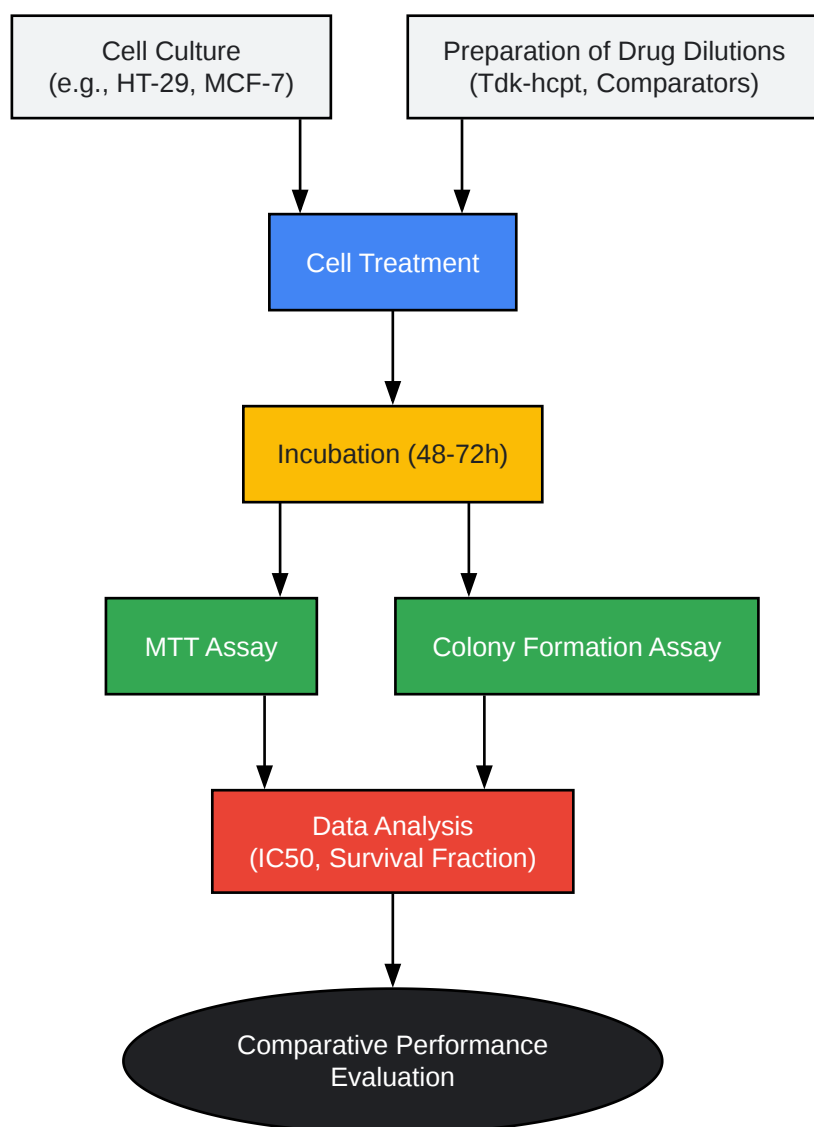 Cell Culture
(e.g., HT-29, MCF-7)
Preparation of Drug Dilutions
(Tdk-hcpt, Comparators)
Cell Treatment
Incubation (48-72h)
MTT Assay
Colony Formation Assay
Data Analysis
(IC50, Survival Fraction)
Comparative Performance
Evaluation